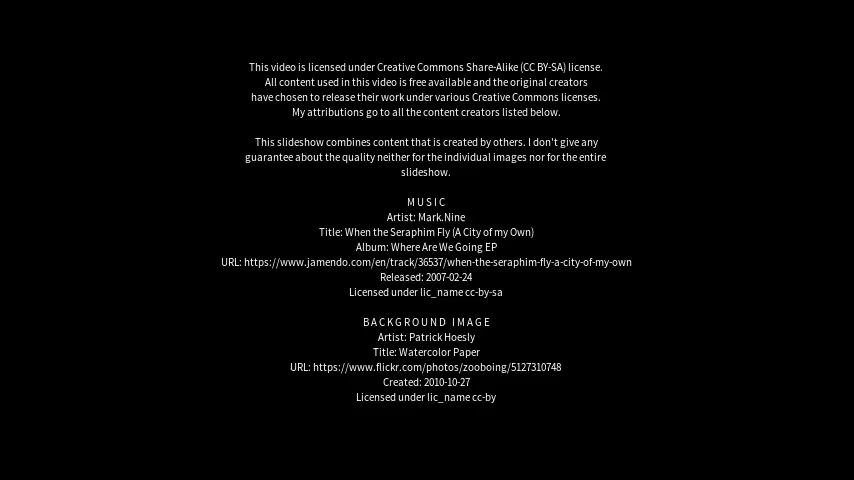 This video is licensed under Creative Commons Share-Alike (CC BY-SA) license.
All content used in this video is free available and the original creators
have chosen to release their work under various Creative Commons licenses.
My attributions go to all the content creators listed below.
This slideshow combines content that is created by others. I don't give any
guarantee about the quality neither for the individual images nor for the entire
slideshow.
MUSIC
Artist: Mark.Nine
Title: When the Seraphim Fly (A City of my Own)
Album: Where Are We Going EP
URL: https://www.jamendo.com/en/track/36537/when-the-seraphim-fly-a-city-of-my-own
Released: 2007-02-24
Licensed under lic_name cc-by-sa
BACKGROUND IMAGE
Artist: Patrick Hoesly
Title: Watercolor Paper
URL: https://www.flickr.com/photos/zooboing/5127310748
Created: 2010-10-27
Licensed under lic_name cc-by